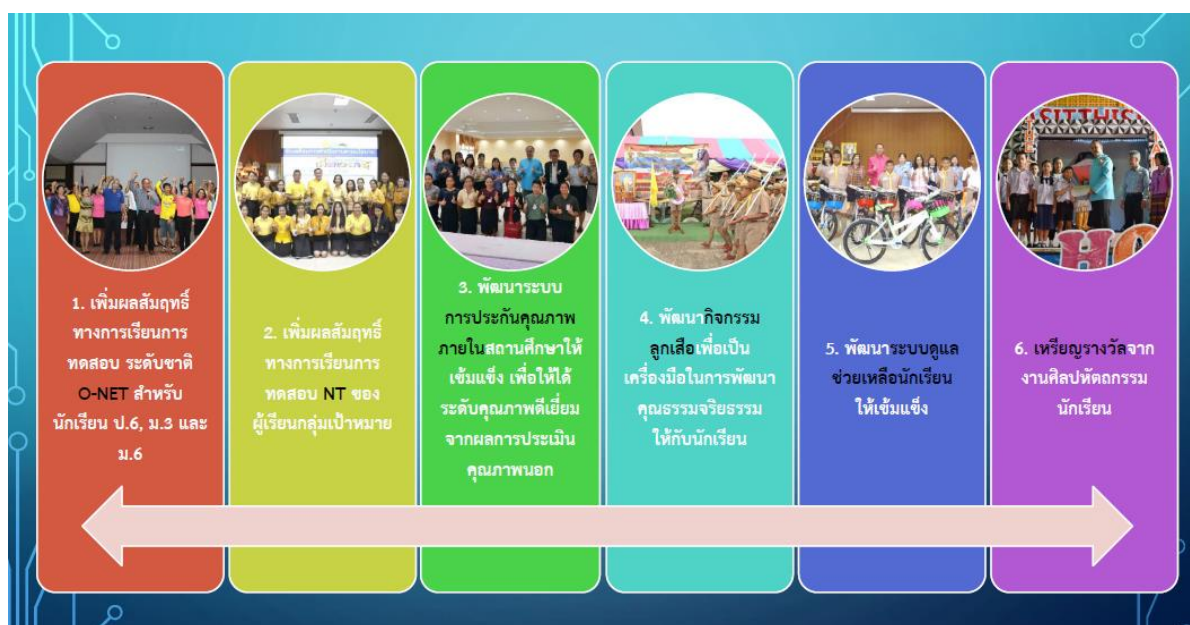 1. เพิ่มผลสัมฤทธิ์
ทางการเรียนการ
ทดสอบ ระดับชาติ
O-NET สำหรับ
นักเรียน ป.6, ม.3 และ
ม.6
2. เพิ่มผลสัมฤทธิ์
ทางการเรียนการ
ทดสอบ NT ของ
ผู้เรียนกลุ่มเป้าหมาย
3. พัฒนาระบบ
การประกันคุณภาพ
ภายในสถานศึกษาให้
เข้มแข็ง เพื่อให้ได้
ระดับคุณภาพดีเยี่ยม
จากผลการประเมิน
คุณภาพนอก
4. พัฒนากิจกรรม
ลูกเสือเพื่อเป็น
เครื่องมือในการพัฒนา
คุณธรรมจริยธรรม
ให้กับนักเรียน
5. พัฒนาระบบดูแล
ช่วยเหลือนักเรียน
ให้เข้มแข็ง
6. เหรียญรางวัลจาก
งานศิลปหัตถกรรม
นักเรียน